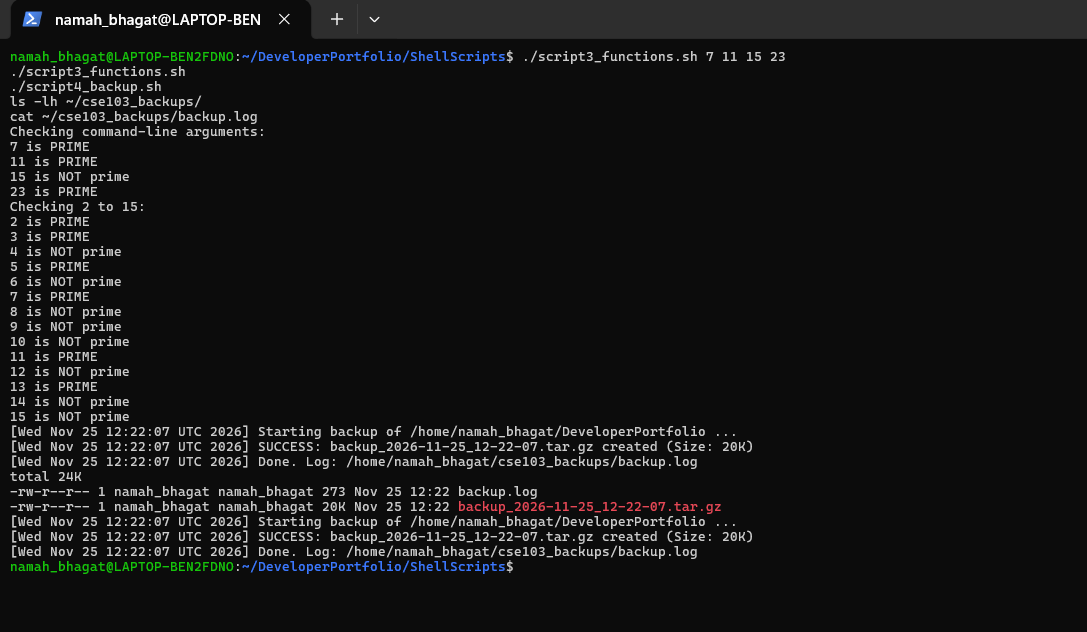 namah_bhagat@LAPTOP-BEN
namah_bhagat@LAPTOP-BEN2FDNO:~/DeveloperPortfolio/ShellScripts$ ./script3_functions.sh 7 11 15 23
./script3_functions.sh
./script4_backup.sh
ls -lh ~/cse103_backups/
cat ~/cse103_backups/backup.log
Checking command-line arguments:
7 is PRIME
11 is PRIME
15 is NOT prime
23 is PRIME
Checking 2 to 15:
2 is PRIME
3 is PRIME
4 is NOT prime
5 is PRIME
6 is NOT prime
7 is PRIME
8 is NOT prime
9 is NOT prime
10 is NOT prime
11 is PRIME
12 is NOT prime
13 is PRIME
14 is NOT prime
15 is NOT prime
[Wed Nov 25 12:22:07 UTC 2026] Starting backup of /home/namah_bhagat/DeveloperPortfolio ...
[Wed Nov 25 12:22:07 UTC 2026] SUCCESS: backup_2026-11-25_12-22-07.tar.gz created (Size: 20K)
[Wed Nov 25 12:22:07 UTC 2026] Done. Log: /home/namah_bhagat/cse103_backups/backup.log
total 24K
-rw-r--r-- 1 namah_bhagat namah_bhagat 273 Nov 25 12:22 backup.log
-rw-r--r-- 1 namah_bhagat namah_bhagat 20K Nov 25 12:22 backup_2026-11-25_12-22-07.tar.gz
[Wed Nov 25 12:22:07 UTC 2026] Starting backup of /home/namah_bhagat/DeveloperPortfolio ...
[Wed Nov 25 12:22:07 UTC 2026] SUCCESS: backup_2026-11-25_12-22-07.tar.gz created (Size: 20K)
[Wed Nov 25 12:22:07 UTC 2026] Done. Log: /home/namah_bhagat/cse103_backups/backup.log
namah_bhagat@LAPTOP-BEN2FDNO:~/DeveloperPortfolio/ShellScripts$